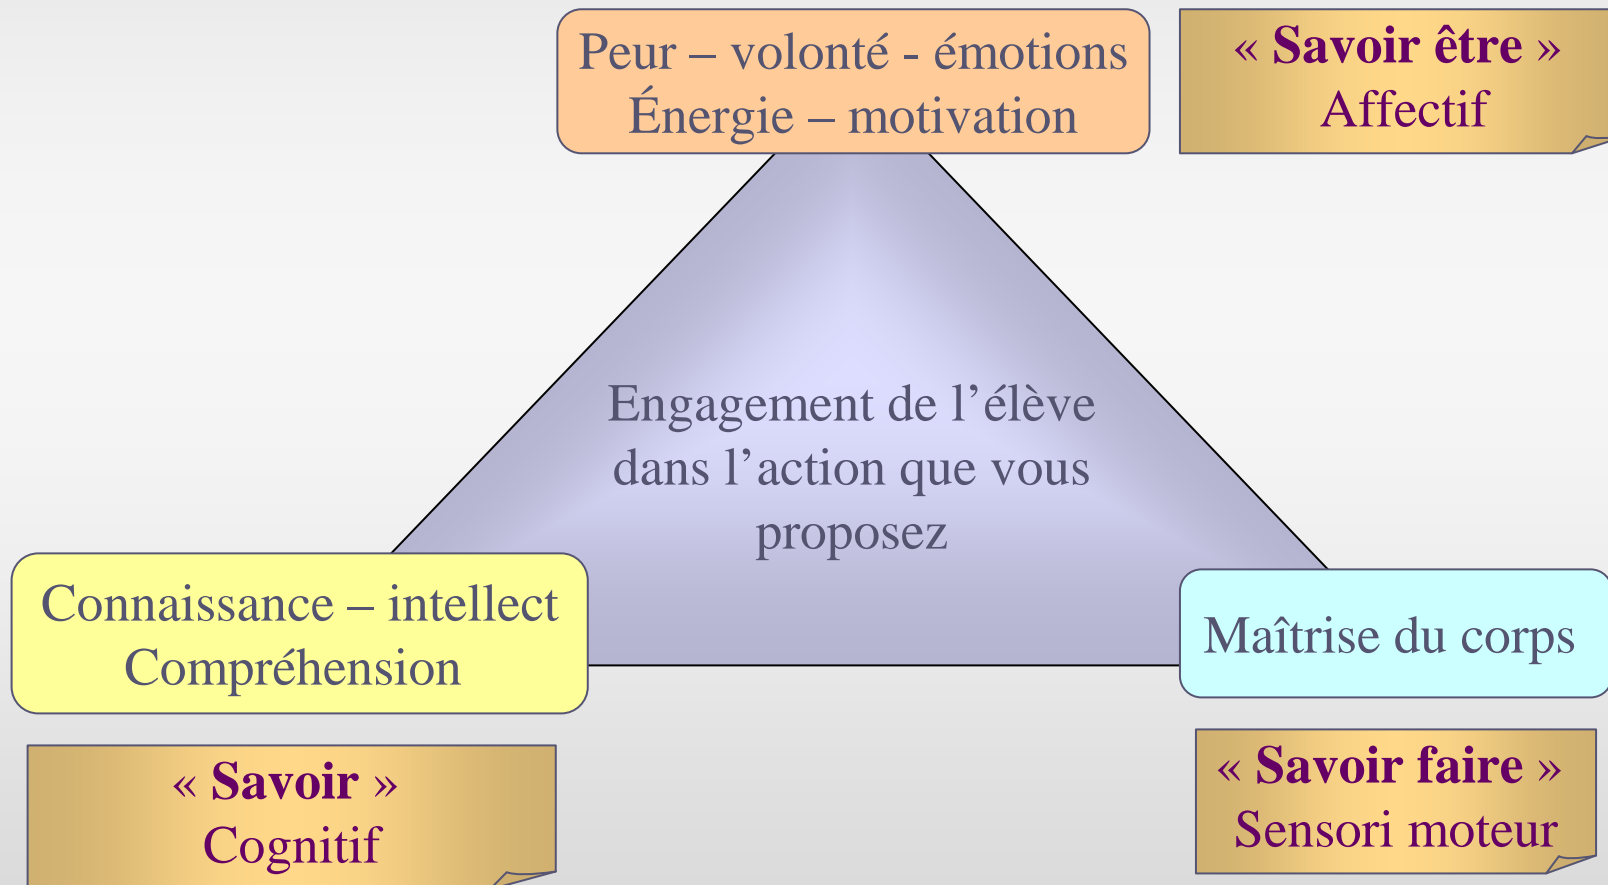 Peur – volonté - émotions
Énergie – motivation
« Savoir être »
Affectif
Engagement de l’élève
dans l’action que vous
proposez
Connaissance – intellect
Compréhension
Maîtrise du corps
« Savoir »
Cognitif
« Savoir faire »
Sensori moteur